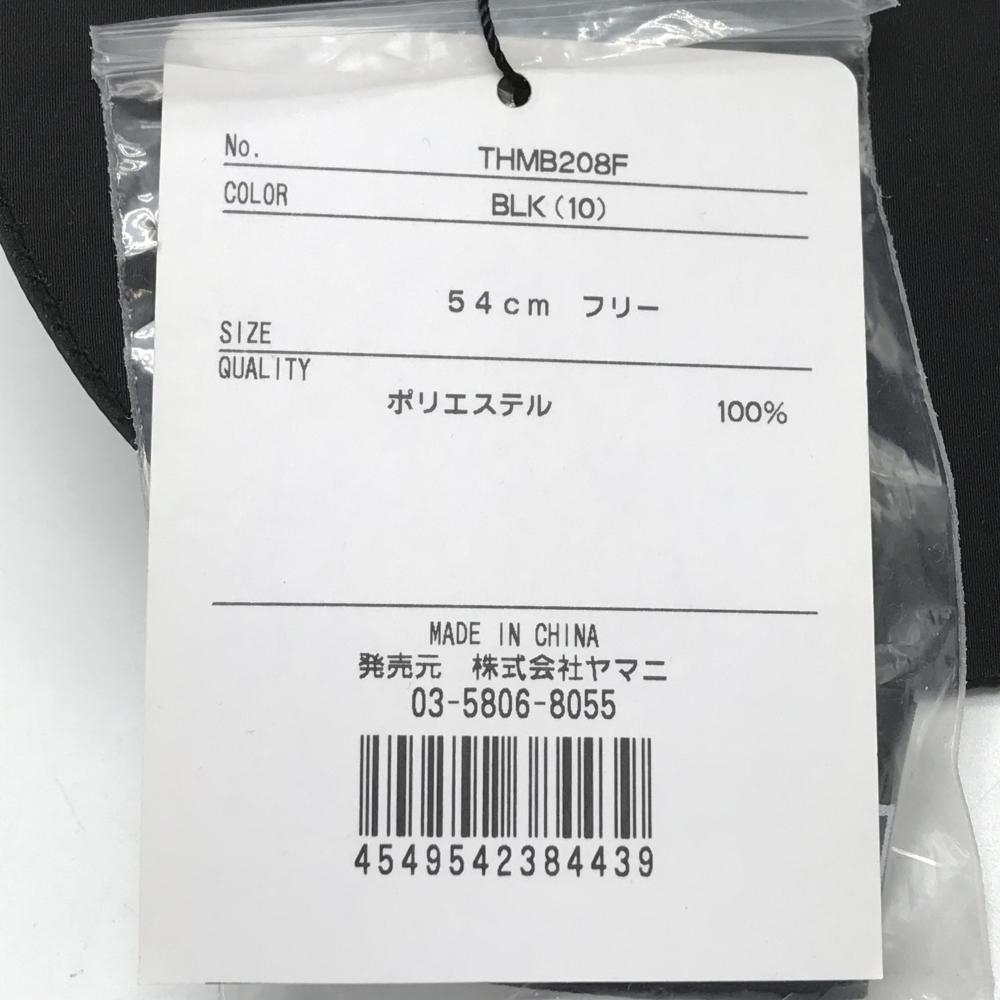 No. THMB208F
COLOR BLK(10)
54cm フリー
SIZE
QUALITY
ポリエステル 100%
MADE IN CHINA
発売元 株式会社ヤマニ
03-5806-8055
4549542384439